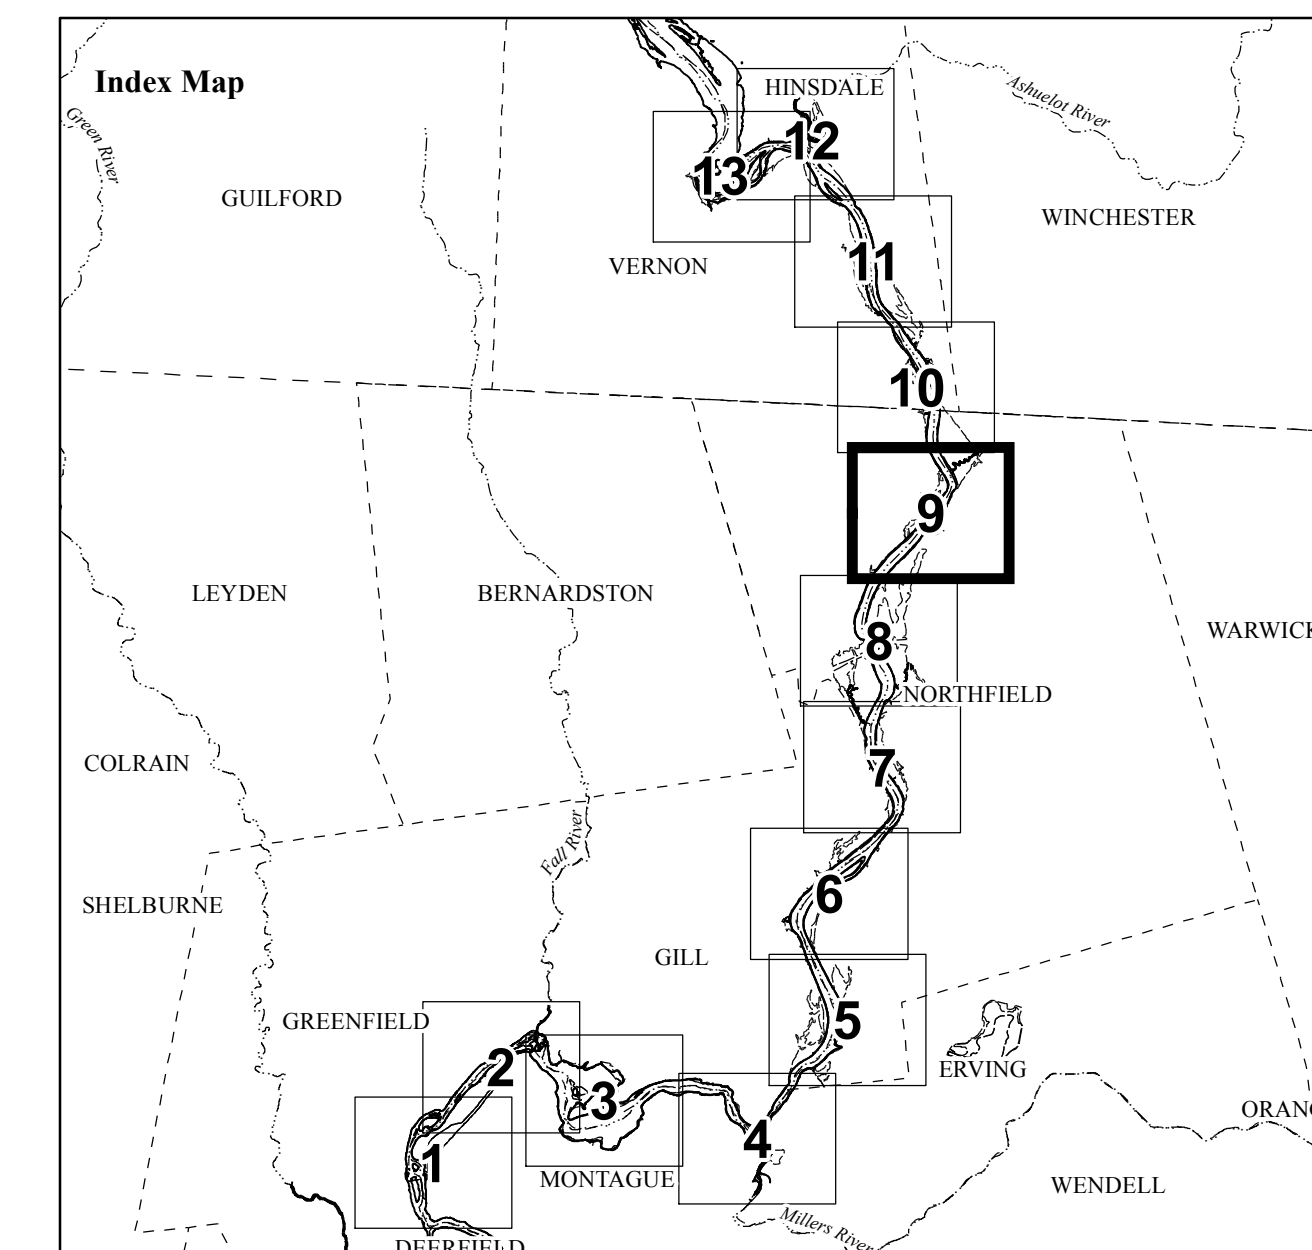 Index Map
HINSDALE
Ashuelot River
Green River
12
13
GUILFORD
WINCHESTER
11
VERNON
10
9
LEYDEN
BERNARDSTON
WARWICK
8
NORTHFIELD
COLRAIN
7
Fall River
6
SHELBURNE
GILL
5
GREENFIELD
2
ERVING
3
ORANG
4
1
MONTAGUE
WENDELL
Millers River
DEERFIELD